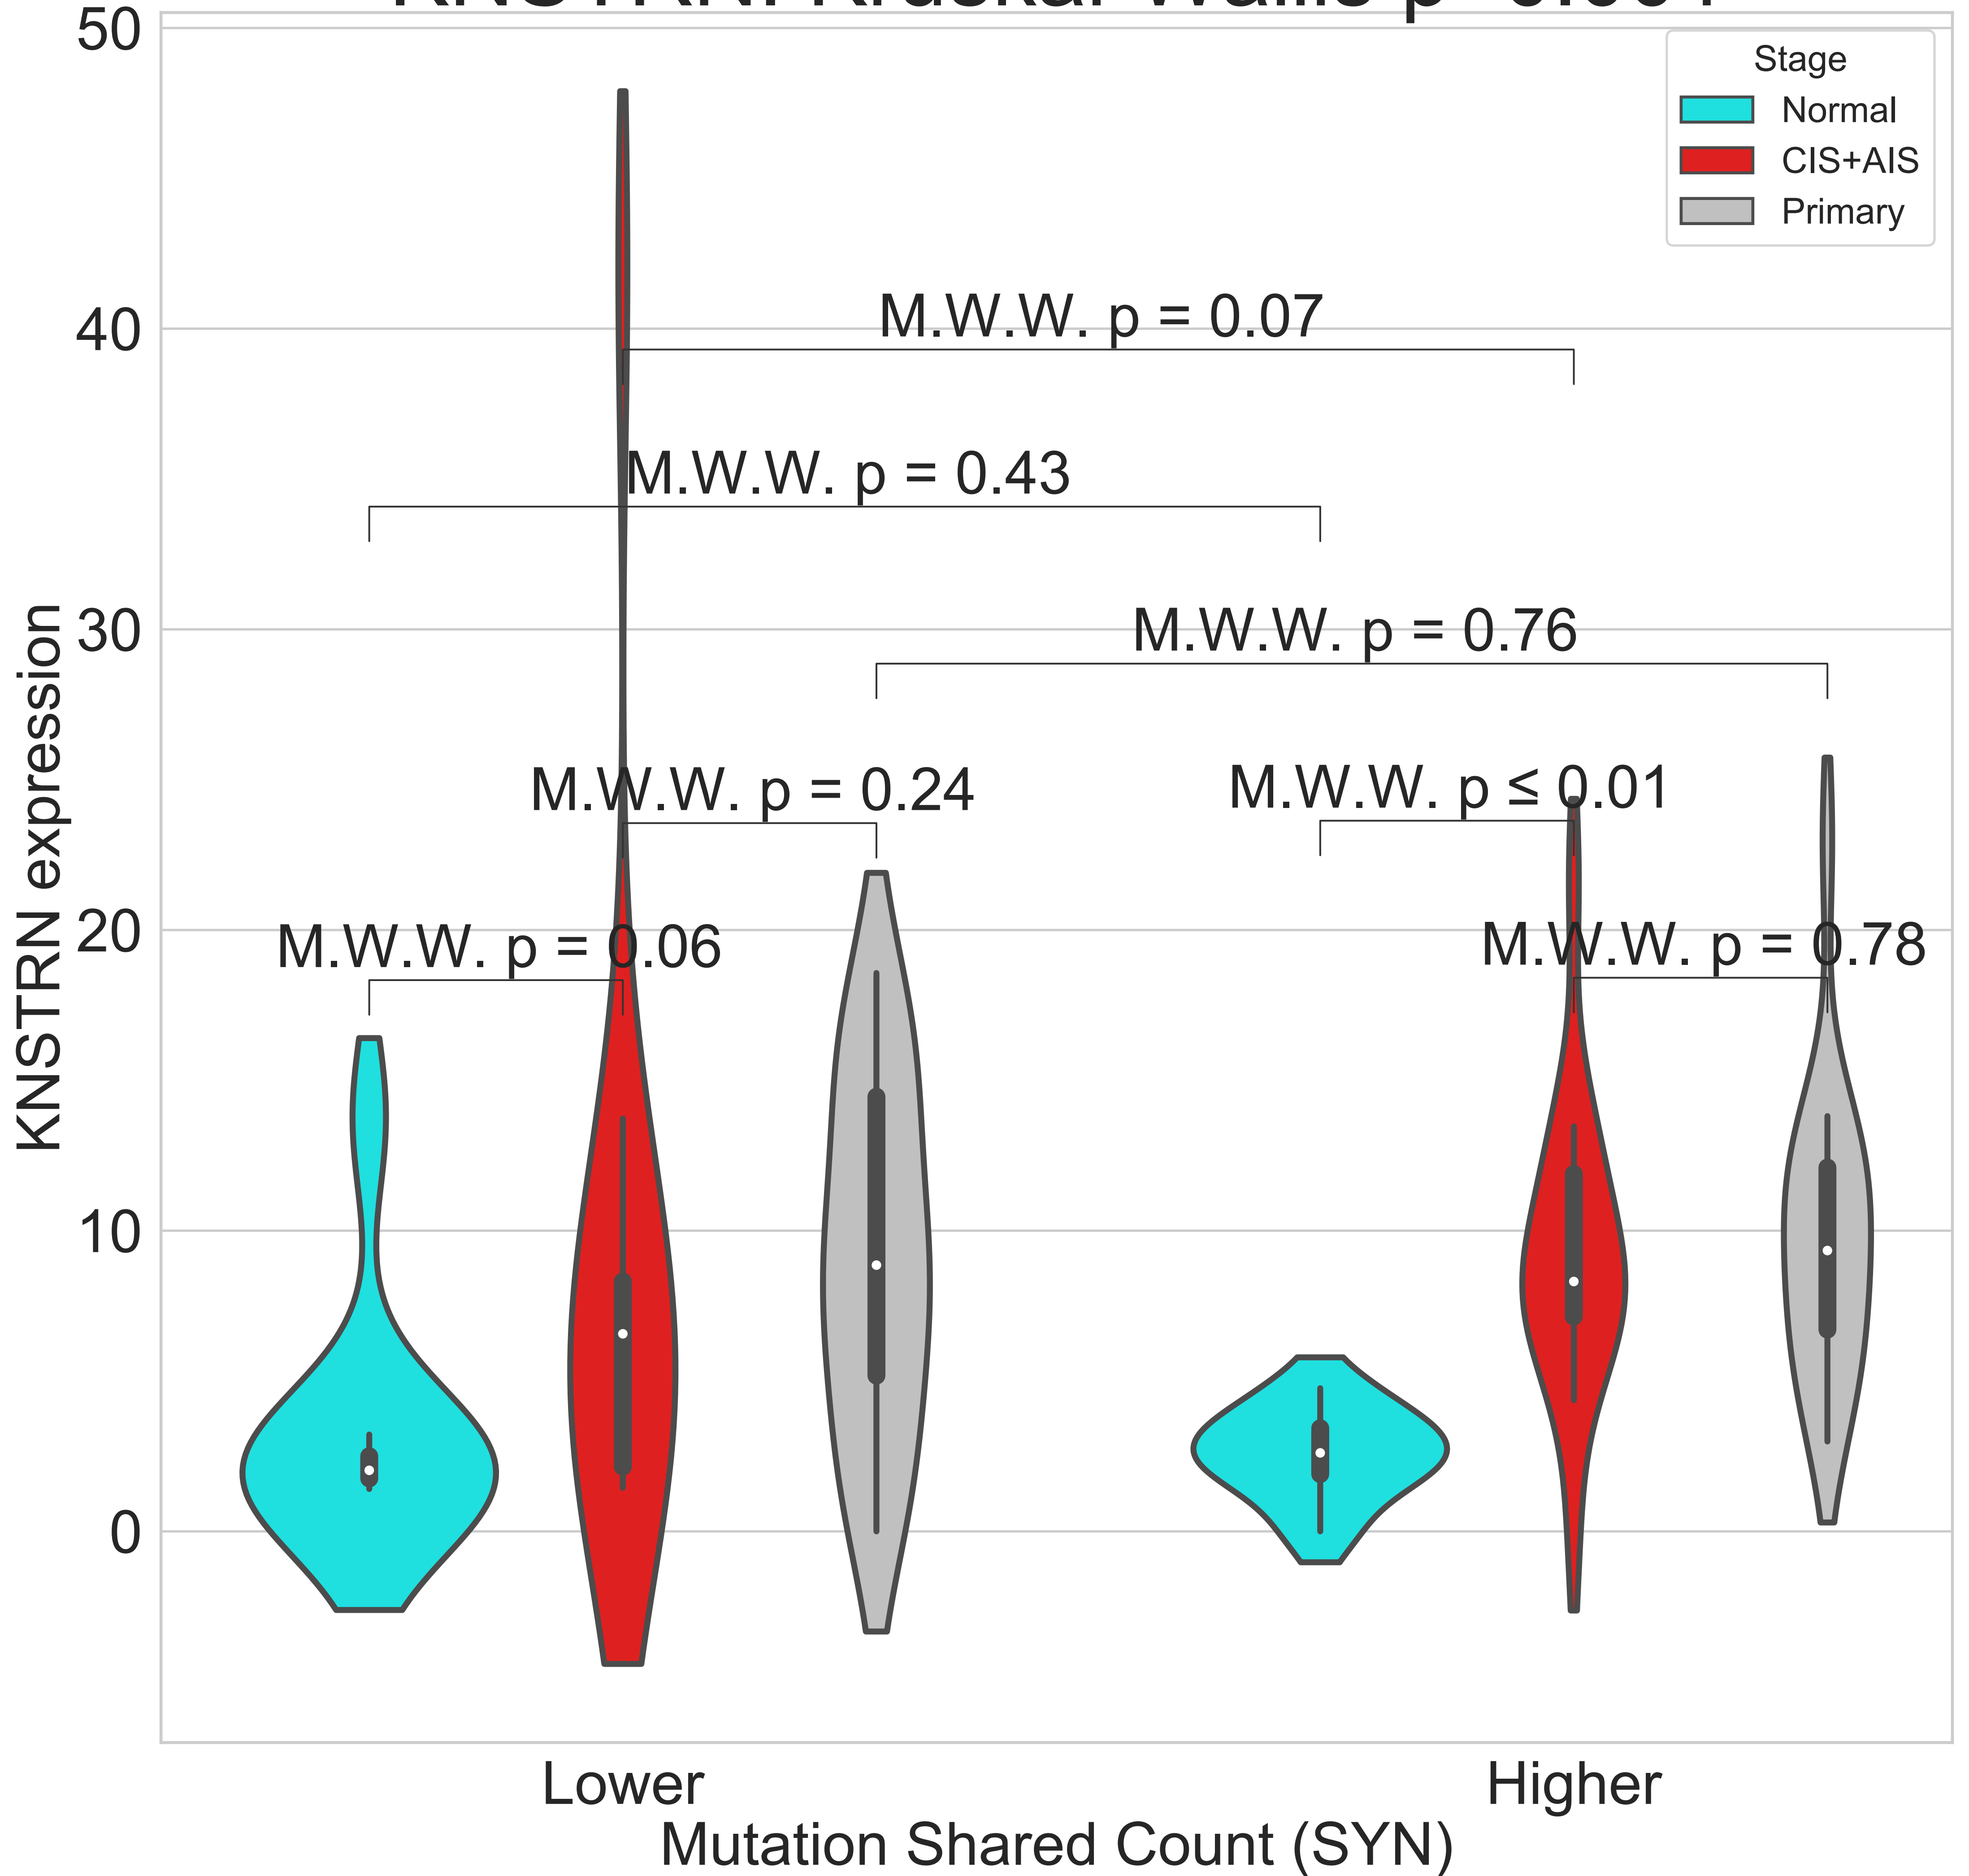 50
Stage
Normal
CIS+AIS
Primary
40
M.W.W. p = 0.07
M.W.W. p = 0.43
30
M.W.W. p = 0.76
M.W.W. p = 0.24
M.W.W. p ≤ 0.01
20
M.W.W. p = 0.06
M.W.W. p = 0.78
KNSTRN expression
10
0
Lower
Higher
Mutation Shared Count (SYN)